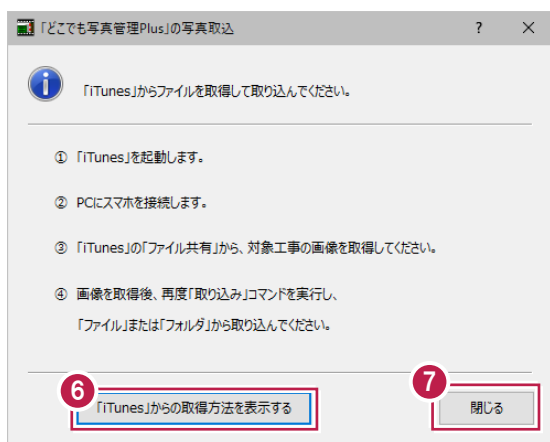 「どこでも写真管理Plus」の写真取込 ? ×
「iTunes」からファイルを取得して取り込んでください。
① 「iTunes」を起動します。
② PCにスマホを接続します。
③ 「iTunes」の「ファイル共有」から、対象工事の画像を取得してください。
④ 画像を取得後、再度「取り込み」コマンドを実行し、
「ファイル」または「フォルダ」から取り込んでください。
6 7
「iTunes」からの取得方法を表示する 閉じる